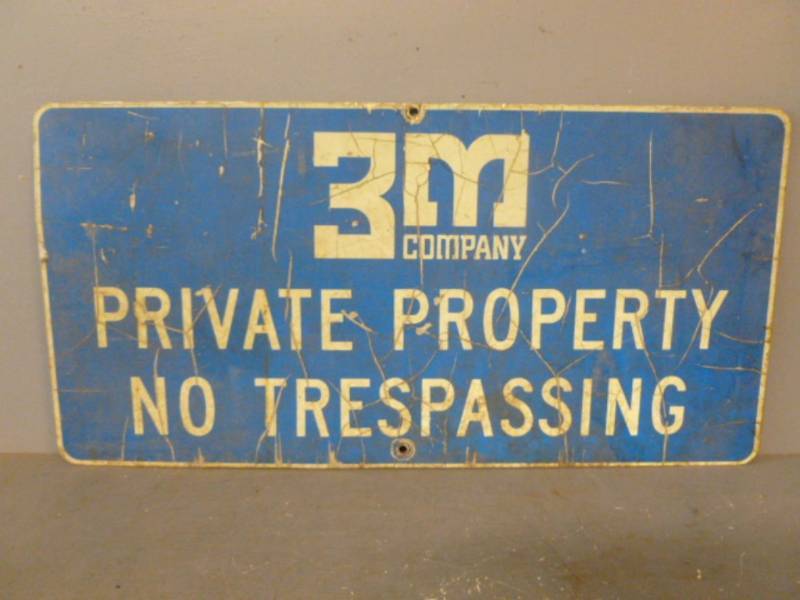 3M
COMPANY
PRIVATE PROPERTY
NO TRESPASSING